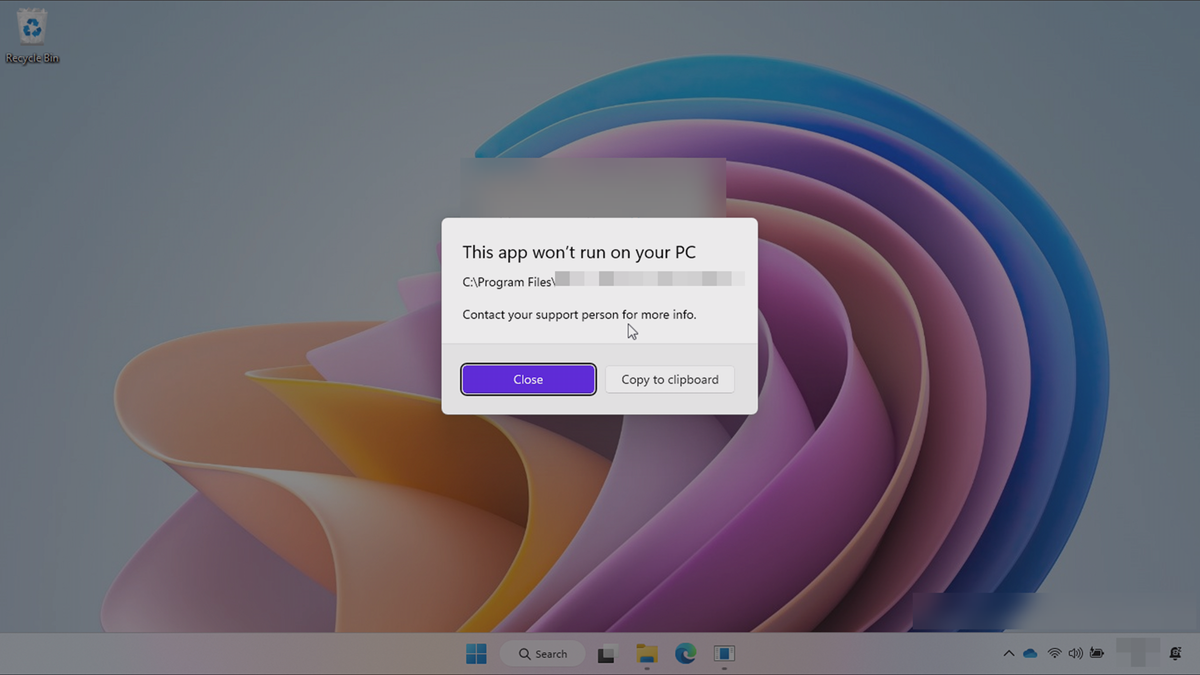 Recycle Bin
This app won’t run on your PC
C:\Program Files\
Contact your support person for more info.
Close
Copy to clipboard
Search